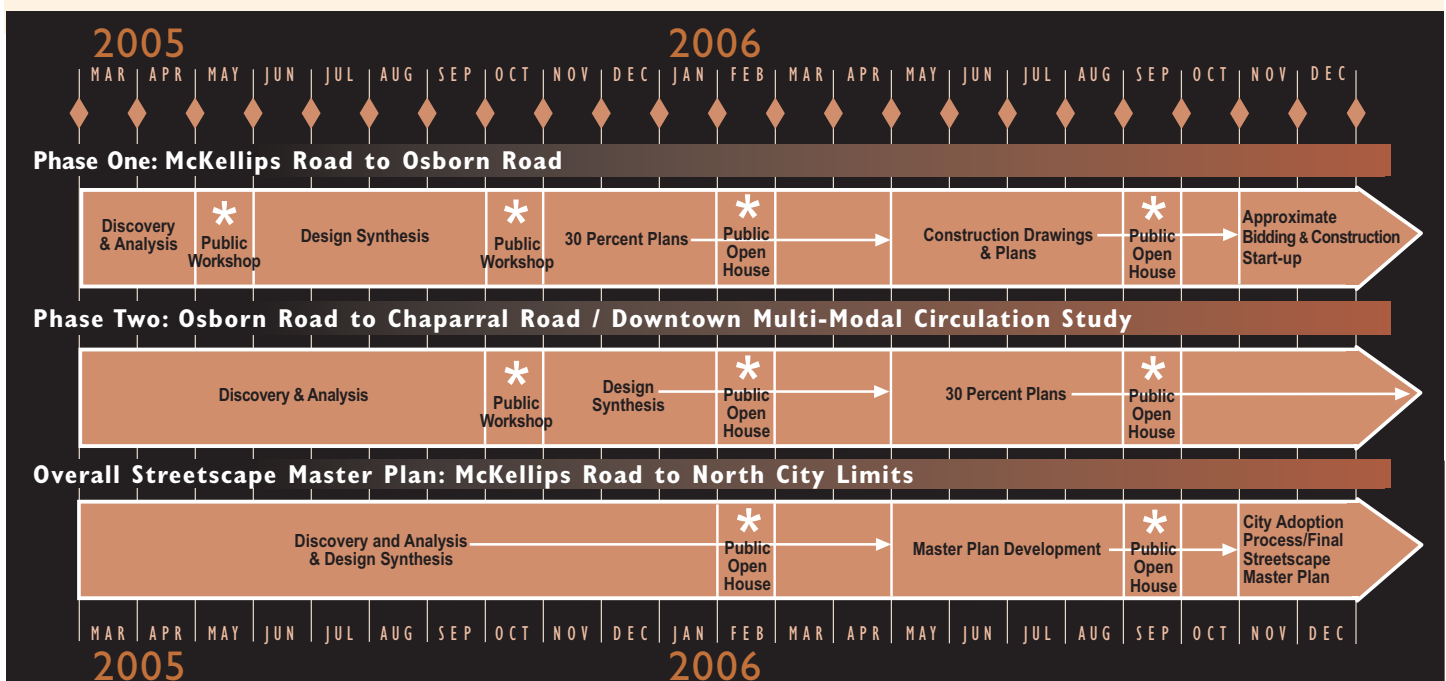 2005 2006
MAR APR MAY JUN JUL AUG SEP OCT NOV DEC JAN FEB MAR APR MAY JUN JUL AUG SEP OCT NOV DEC
Phase One: McKellips Road to Osborn Road
Discovery
& Analysis
*
Public
Workshop
Design Synthesis
*
Public
Workshop
30 Percent Plans
*
Public
Open
House
Construction Drawings
& Plans
*
Public
Open
House
Approximate
Bidding & Construction
Start-up
Phase Two: Osborn Road to Chaparral Road / Downtown Multi-Modal Circulation Study
Discovery & Analysis
*
Public
Workshop
Design
Synthesis
*
Public
Open
House
30 Percent Plans
*
Public
Open
House
Overall Streetscape Master Plan: McKellips Road to North City Limits
Discovery and Analysis
& Design Synthesis
*
Public
Open
House
Master Plan Development
*
Public
Open
House
City Adoption
Process/Final
Streetscape
Master Plan
MAR APR MAY JUN JUL AUG SEP OCT NOV DEC JAN FEB MAR APR MAY JUN JUL AUG SEP OCT NOV DEC
2005 2006